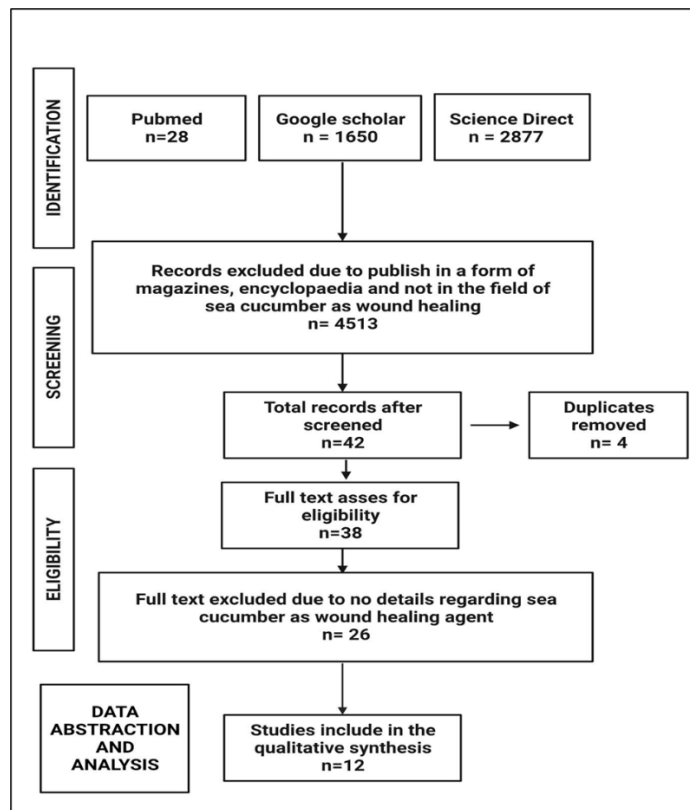 IDENTIFICATION
Pubmed
n=28
Google scholar
n = 1650
Science Direct
n = 2877
SCREENING
Records excluded due to publish in a form of
magazines, encyclopaedia and not in the field of
sea cucumber as wound healing
n= 4513
Total records after
screened
n=42
Duplicates
removed
n= 4
ELIGIBILITY
Full text asses for
eligibility
n=38
Full text excluded due to no details regarding sea
cucumber as wound healing agent
n= 26
DATA
ABSTRACTION
AND
ANALYSIS
Studies include in the
qualitative synthesis
n=12